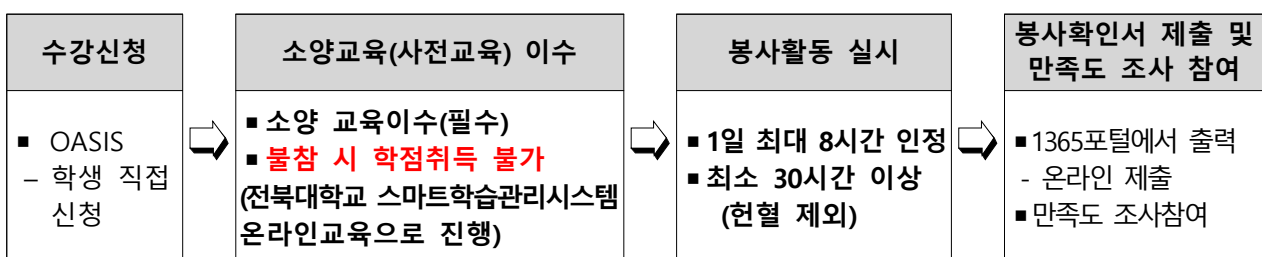 수강신청
■ OASIS
– 학생 직접
신청
소양교육(사전교육) 이수
■ 소양 교육이수(필수)
■ 불참 시 학점취득 불가
(전북대학교 스마트학습관리시스템
온라인교육으로 진행)
봉사활동 실시
■ 1일 최대 8시간 인정
■ 최소 30시간 이상
(헌혈 제외)
봉사확인서 제출 및
만족도 조사 참여
■ 1365포털에서 출력
- 온라인 제출
■ 만족도 조사참여